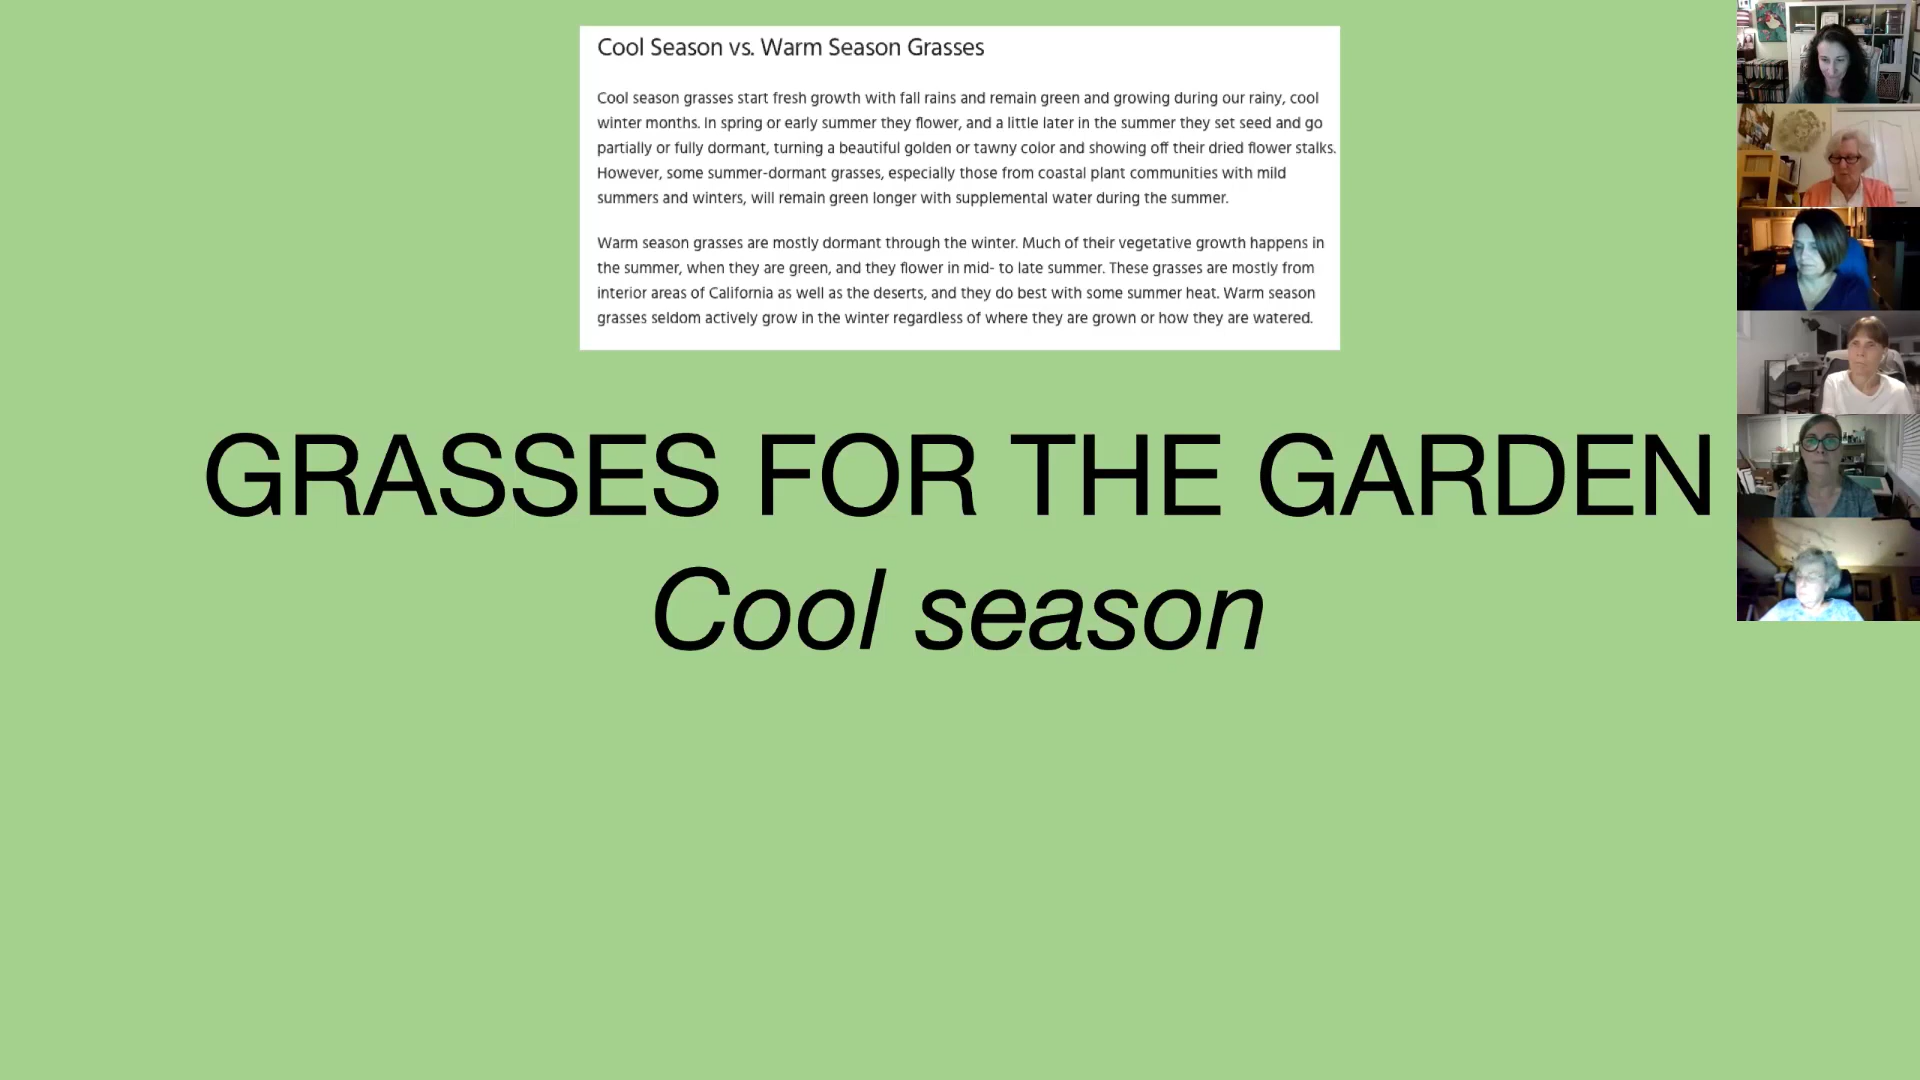 Cool Season vs. Warm Season Grasses
Cool season grasses start fresh growth with fall rains and remain green and growing during our rainy, cool
winter months. In spring or early summer they flower, and a little later in the summer they set seed and go
partially or fully dormant, turning a beautiful golden or tawny color and showing off their dried flower stalks.
However, some summer-dormant grasses, especially those from coastal plant communities with mild
summers and winters, will remain green longer with supplemental water during the summer.
Warm season grasses are mostly dormant through the winter. Much of their vegetative growth happens in
the summer, when they are green, and they flower in mid- to late summer. These grasses are mostly from
interior areas of California as well as the deserts, and they do best with some summer heat. Warm season
grasses seldom actively grow in the winter regardless of where they are grown or how they are watered.
GRASSES FOR THE GARDEN
Cool season